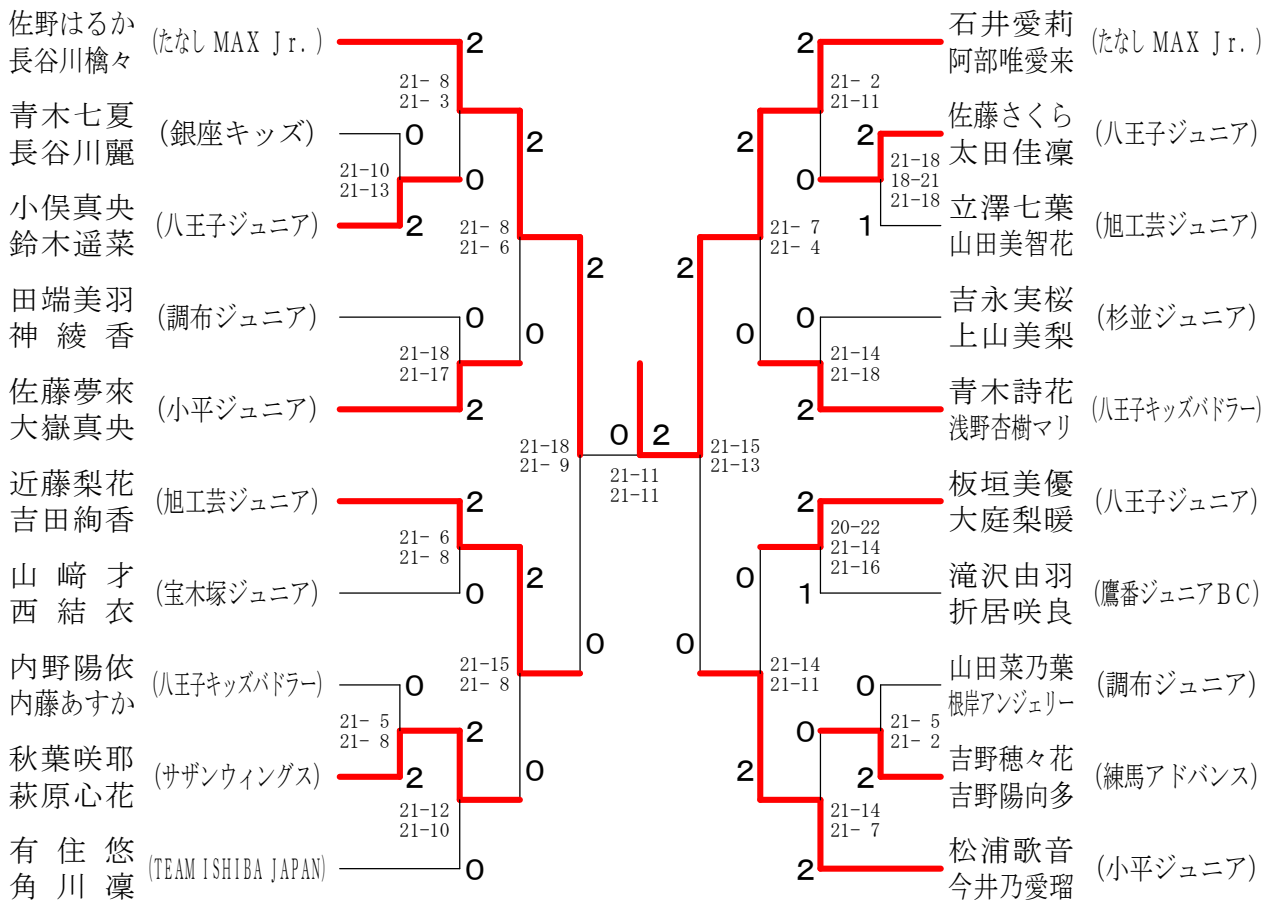 佐野はるか
長谷川檎々
(たなしMAX Jr.)
2
21- 8
21- 3
青木七夏
長谷川麗
(銀座キッズ)
0
2
21-10
21-13
0
小俣真央
鈴木遥菜
(八王子ジュニア)
2
21- 8
21- 6
2
田端美羽
神綾香
(調布ジュニア)
0
0
21-18
21-17
佐藤夢來
大嶽真央
(小平ジュニア)
2
21-18
21- 9
近藤梨花
吉田絢香
(旭工芸ジュニア)
2
21- 6
21- 8
2
山﨑才
西結衣
(宝木塚ジュニア)
0
0
21-15
21- 8
内野陽依
内藤あすか
(八王子キッズバドラー)
0
21- 5
21- 8
2
秋葉咲耶
萩原心花
(サザンウィングス)
2
0
21-12
21-10
有住悠
角川凜
(TEAM ISHIBA JAPAN)
0
0 2
21-11
21-11
2
石井愛莉
阿部唯愛来
(たなしMAX Jr.)
21- 2
21-11
2
2
佐藤さくら
太田佳凜
(八王子ジュニア)
0
21-18
18-21
21-18
1
立澤七葉
山田美智花
(旭工芸ジュニア)
2
21- 7
21- 4
0
0
吉永実桜
上山美梨
(杉並ジュニア)
21-14
21-18
2
青木詩花
浅野杏樹マリ
(八王子キッズバドラー)
21-15
21-13
2
板垣美優
大庭梨暖
(八王子ジュニア)
20-22
21-14
21-16
0
1
滝沢由羽
折居咲良
(鷹番ジュニアBC)
0
21-14
21-11
0
山田菜乃葉
根岸アンジェリー
(調布ジュニア)
0
21- 5
21- 2
2
2
吉野穂々花
吉野陽向多
(練馬アドバンス)
21-14
21- 7
2
松浦歌音
今井乃愛瑠
(小平ジュニア)